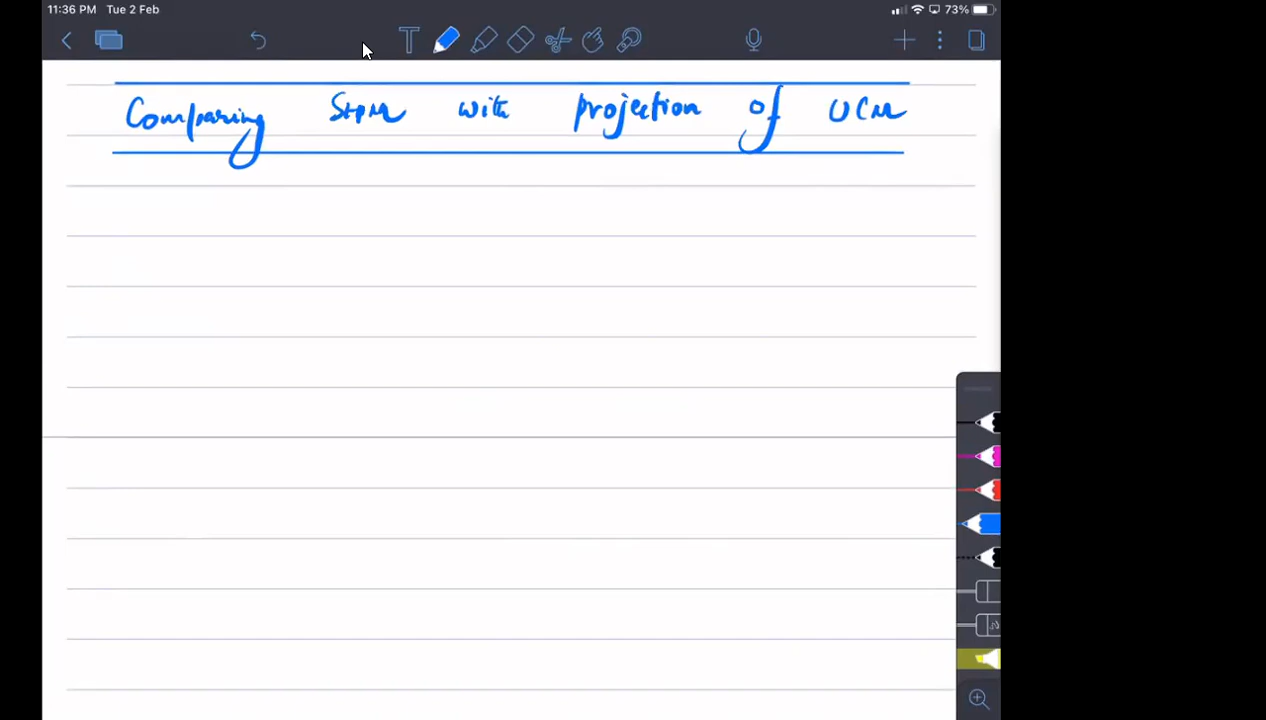 11:36 PM Tue 2 Feb 73%
Comparing SHM with projection of UCM